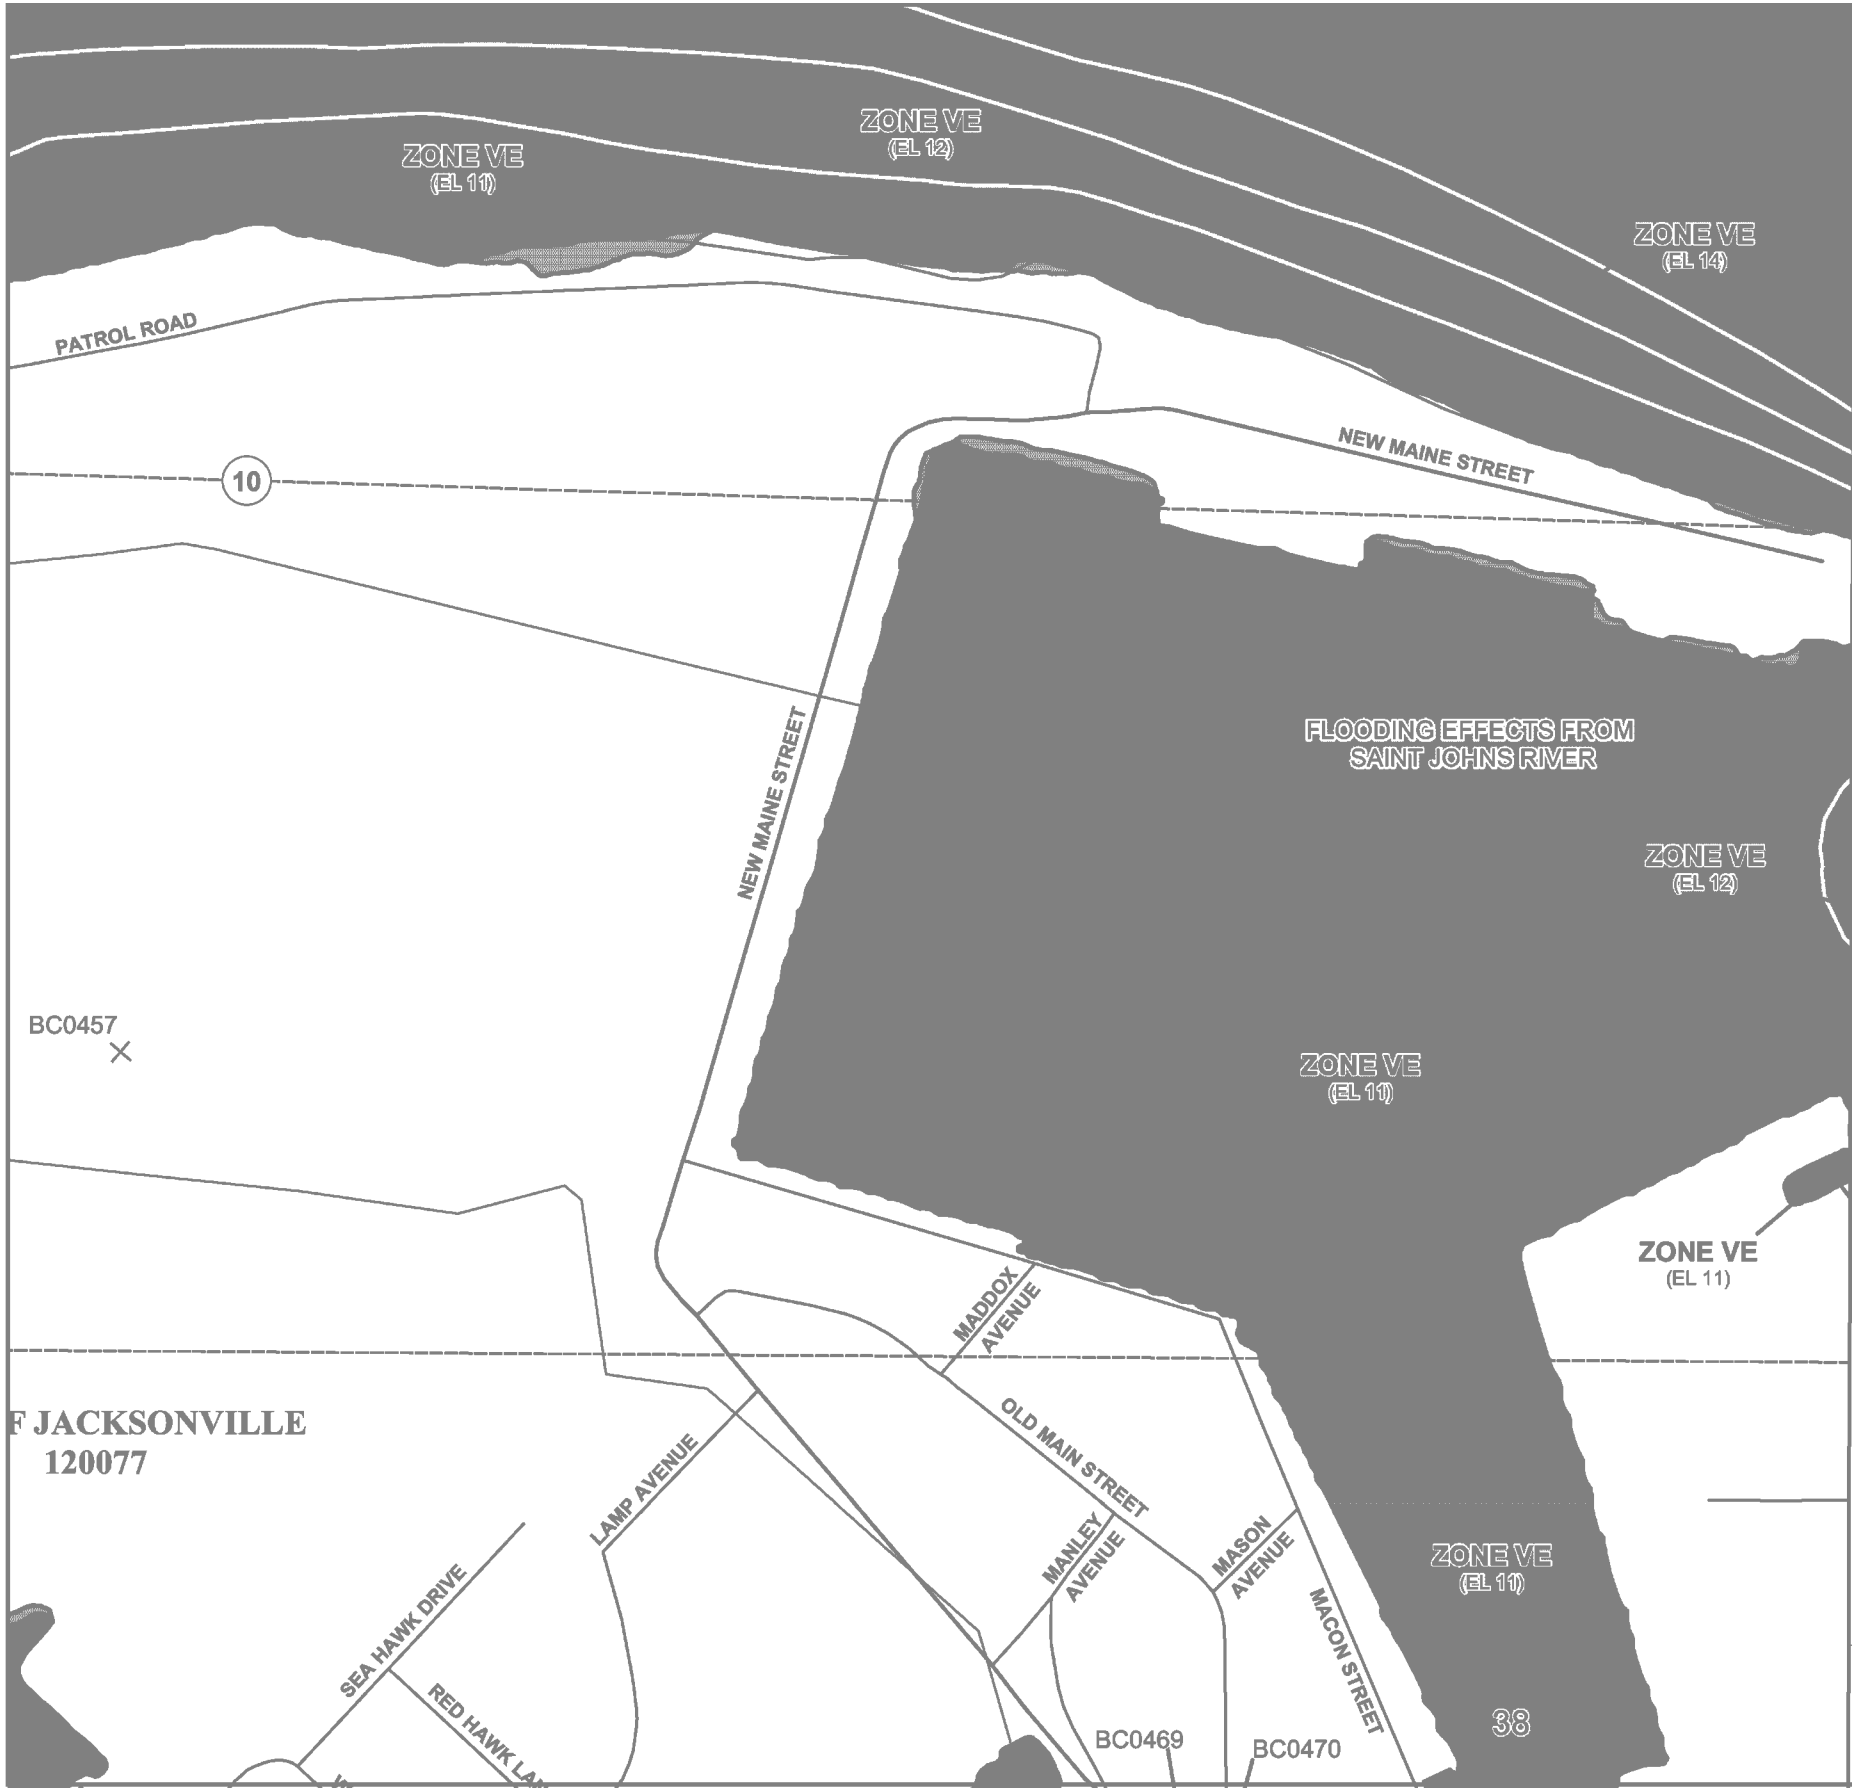 ZONE VE
(EL 12)
ZONE VE
(EL 11)
ZONE VE
(EL 14)
PATROL ROAD
NEW MAINE STREET
10
FLOODING EFFECTS FROM
SAINT JOHNS RIVER
NEW MAINE STREET
ZONE VE
(EL 12)
BC0457
ZONE VE
(EL 11)
ZONE VE
(EL 11)
MADDOX
AVENUE
F JACKSONVILLE
120077
OLD MAIN STREET
LAMP AVENUE
MANLEY
AVENUE
MASON
AVENUE
ZONE VE
(EL 11)
SEA HAWK DRIVE
MACON STREET
RED HAWK LAN
38
BC0469
BC0470